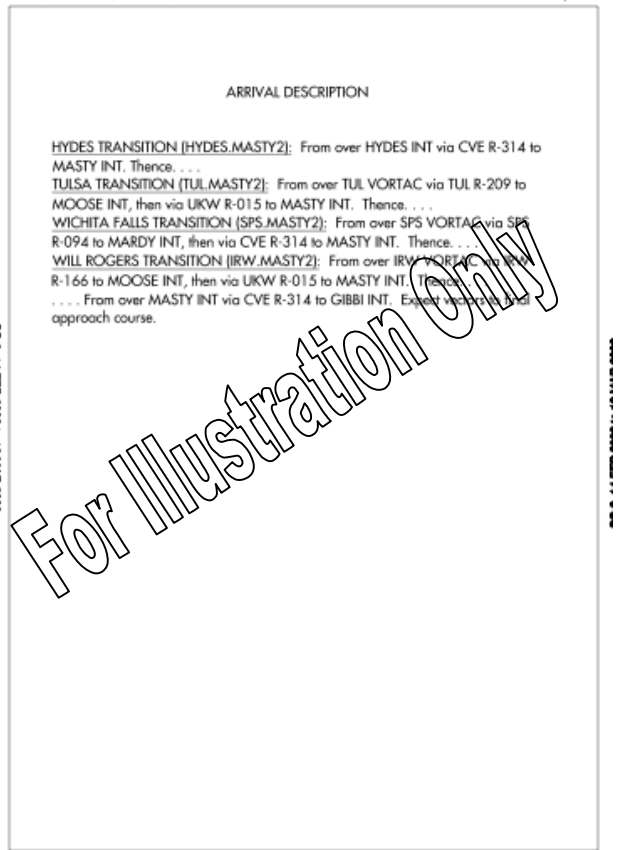 ARRIVAL DESCRIPTION
HYDES TRANSITION (HYDES.MASTY2): From over HYDES INT via CVE R-314 to
MASTY INT. Thence. . . .
TULSA TRANSITION (TUL.MASTY2): From over TUL VORTAC via TUL R-209 to
MOOSE INT, then via UKW R-015 to MASTY INT. Thence. . . .
WICHITA FALLS TRANSITION (SPS.MASTY2): From over SPS VORTAC via SPS
R-094 to MARDY INT, then via CVE R-314 to MASTY INT. Thence. . . .
WILL ROGERS TRANSITION (IRW.MASTY2): From over IRW VORTAC via IRW
R-166 to MOOSE INT, then via UKW R-015 to MASTY INT. Thence. . . .
. . . . From over MASTY INT via CVE R-314 to GIBBI INT. Expect vectors to final
approach course.
For Illustration Only